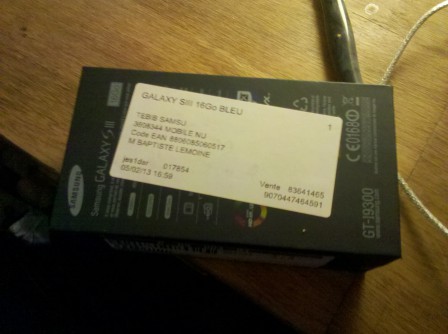 GALAXY SIII 16Go BLEU
1
TEBIB SAMSU
3606344 MOBILE NU
Code EAN 8806085060517
M BAPTISTE LEMOINE
jes1der 017854
05/02/13 16:59
Vente 63641465
9070447464591
SAMSUNG
Samsung GALAXY S III
CE0168
GT-I9300